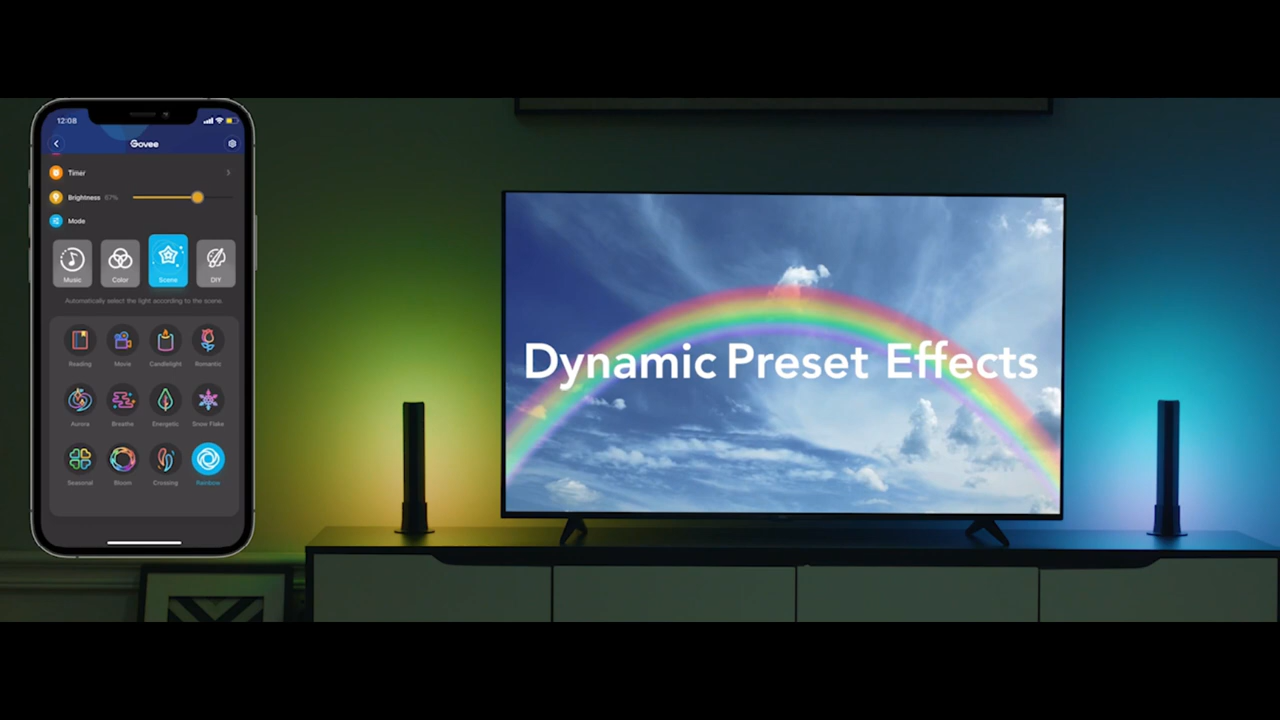 12:08
Govee
Timer
Brightness 67%
Mode
Music Color Scene DIY
Automatically select the light according to the scene.
Reading Movie Candlelight Romantic
Aurora Breathe Energetic Snow Flake
Seasonal Bloom Crossing Rainbow
Dynamic Preset Effects